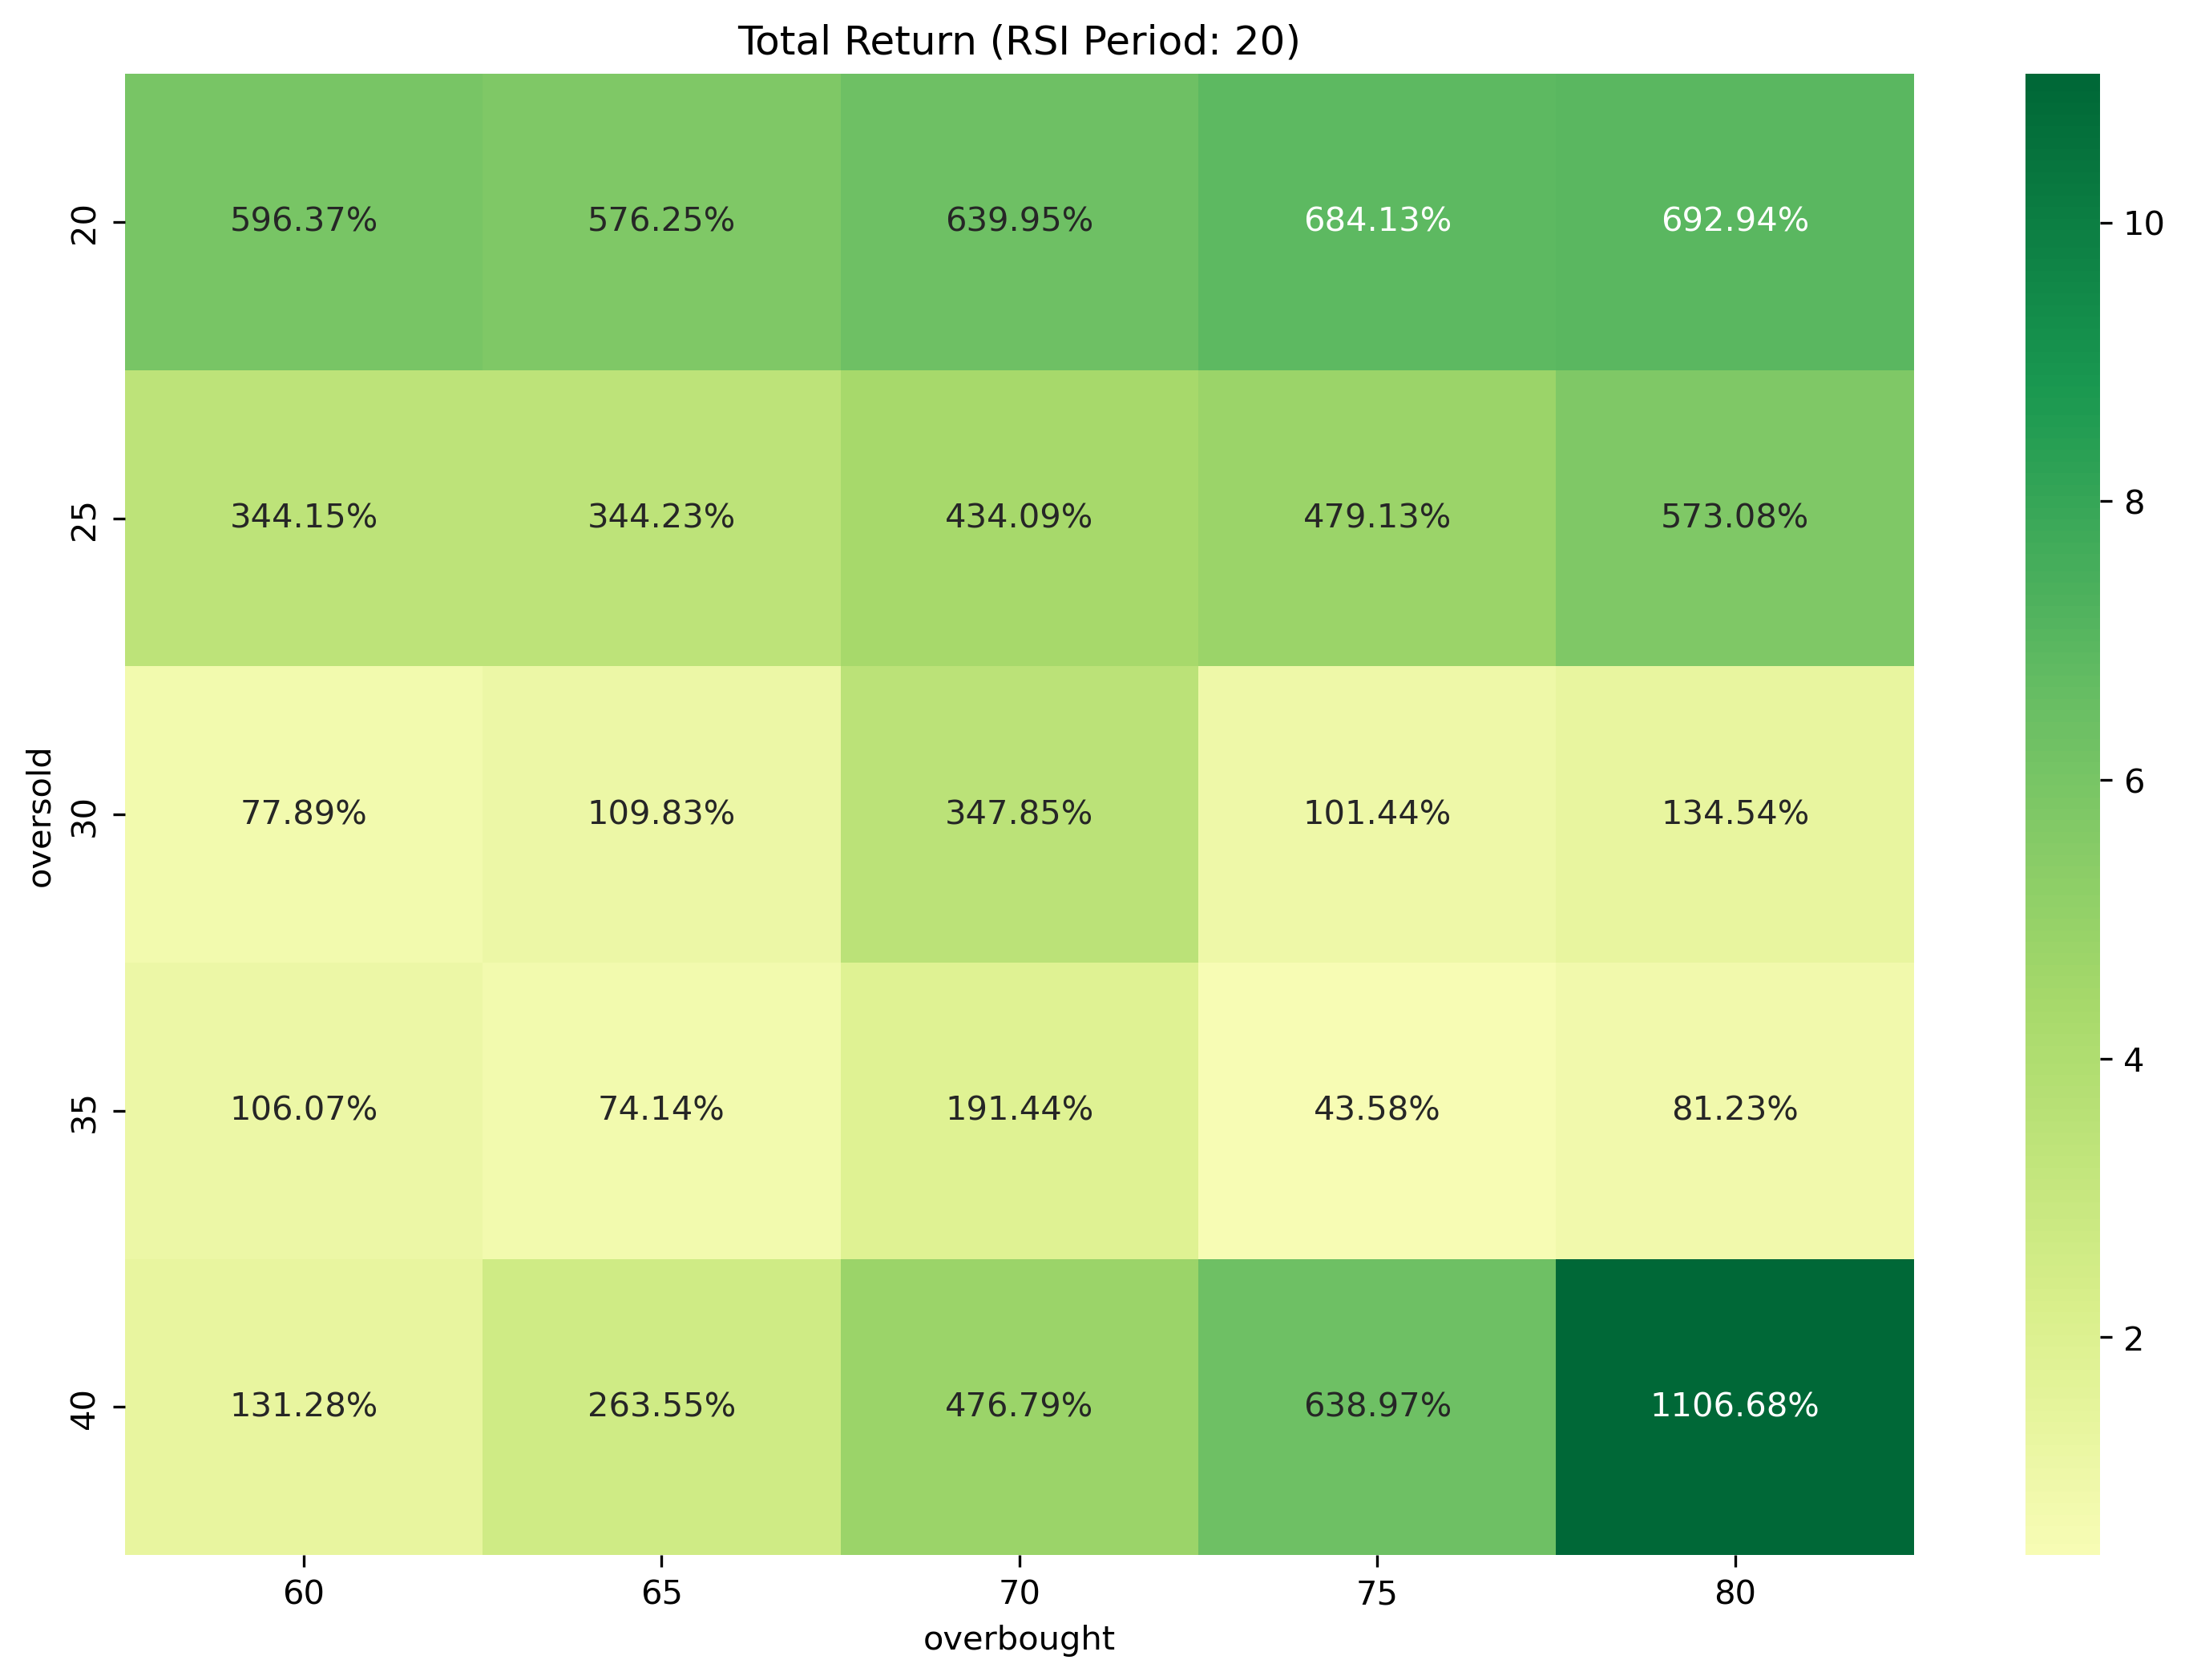 Total Return (RSI Period: 20)
oversold
20 596.37% 576.25% 639.95% 684.13% 692.94%
25 344.15% 344.23% 434.09% 479.13% 573.08%
30 77.89% 109.83% 347.85% 101.44% 134.54%
35 106.07% 74.14% 191.44% 43.58% 81.23%
40 131.28% 263.55% 476.79% 638.97% 1106.68%
60 65 70 75 80
overbought
10
8
6
4
2